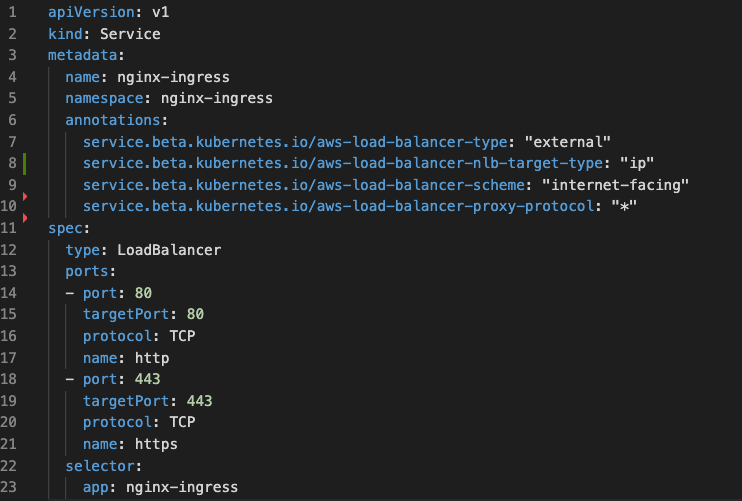 1 apiVersion: v1
2 kind: Service
3 metadata:
4   name: nginx-ingress
5   namespace: nginx-ingress
6   annotations:
7     service.beta.kubernetes.io/aws-load-balancer-type: "external"
8     service.beta.kubernetes.io/aws-load-balancer-nlb-target-type: "ip"
9     service.beta.kubernetes.io/aws-load-balancer-scheme: "internet-facing"
10     service.beta.kubernetes.io/aws-load-balancer-proxy-protocol: "*"
11 spec:
12   type: LoadBalancer
13   ports:
14   - port: 80
15     targetPort: 80
16     protocol: TCP
17     name: http
18   - port: 443
19     targetPort: 443
20     protocol: TCP
21     name: https
22   selector:
23     app: nginx-ingress